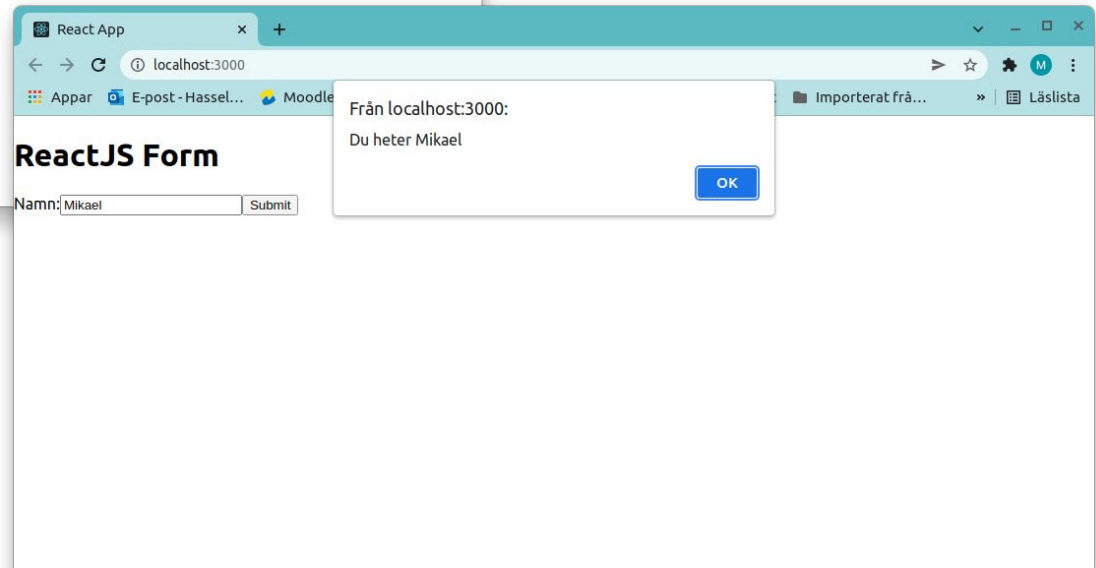 React App
localhost:3000
Appar E-post - Hassel... Moodle Importerat frå... » Läslista
Från localhost:3000:
Du heter Mikael
OK
ReactJS Form
Namn: Mikael Submit
M